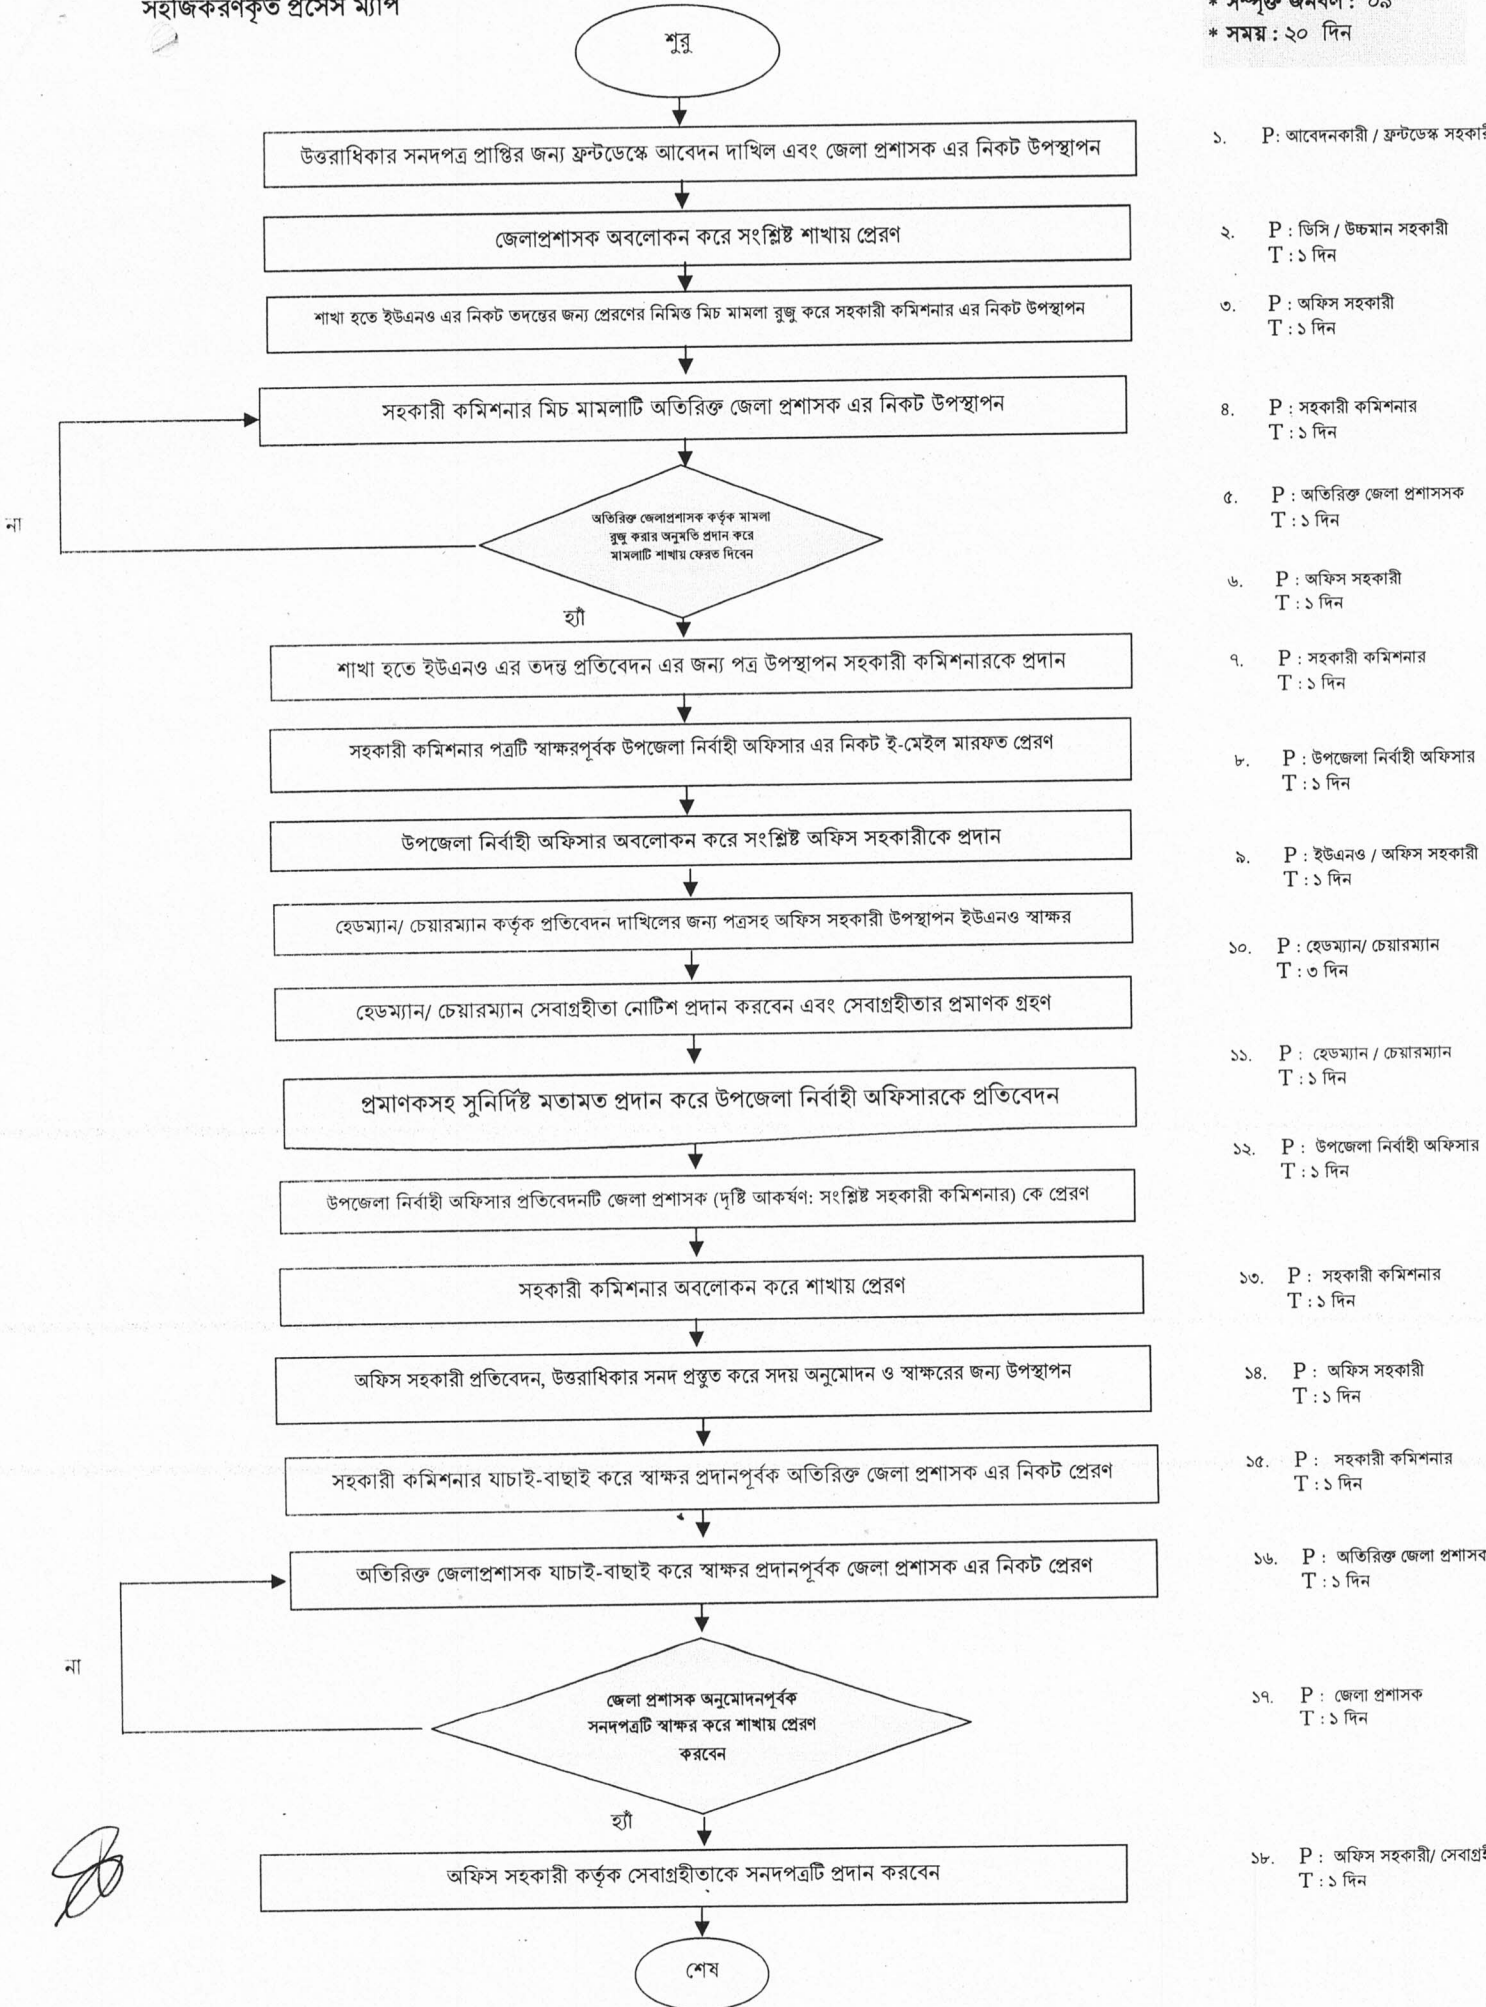 সহজিকরণকৃত প্রসেস ম্যাপ
* সম্পৃক্ত জনবল : ০৯
* সময় : ২০ দিন
শুরু
উত্তরাধিকার সনদপত্র প্রাপ্তির জন্য ফ্রন্টডেস্কে আবেদন দাখিল এবং জেলা প্রশাসক এর নিকট উপস্থাপন
১. P: আবেদনকারী / ফ্রন্টডেস্ক সহকারী
জেলাপ্রশাসক অবলোকন করে সংশ্লিষ্ট শাখায় প্রেরণ
২. P : ডিসি / উচ্চমান সহকারী
T : ১ দিন
শাখা হতে ইউএনও এর নিকট তদন্তের জন্য প্রেরণের নিমিত্ত মিচ মামলা রুজু করে সহকারী কমিশনার এর নিকট উপস্থাপন
৩. P : অফিস সহকারী
T : ১ দিন
সহকারী কমিশনার মিচ মামলাটি অতিরিক্ত জেলা প্রশাসক এর নিকট উপস্থাপন
৪. P : সহকারী কমিশনার
T : ১ দিন
না
অতিরিক্ত জেলাপ্রশাসক কর্তৃক মামলা
রুজু করার অনুমতি প্রদান করে
মামলাটি শাখায় ফেরত দিবেন
৫. P : অতিরিক্ত জেলা প্রশাসসক
T : ১ দিন
হ্যাঁ
৬. P : অফিস সহকারী
T : ১ দিন
শাখা হতে ইউএনও এর তদন্ত প্রতিবেদন এর জন্য পত্র উপস্থাপন সহকারী কমিশনারকে প্রদান
৭. P : সহকারী কমিশনার
T : ১ দিন
সহকারী কমিশনার পত্রটি স্বাক্ষরপূর্বক উপজেলা নির্বাহী অফিসার এর নিকট ই-মেইল মারফত প্রেরণ
৮. P : উপজেলা নির্বাহী অফিসার
T : ১ দিন
উপজেলা নির্বাহী অফিসার অবলোকন করে সংশ্লিষ্ট অফিস সহকারীকে প্রদান
৯. P : ইউএনও / অফিস সহকারী
T : ১ দিন
হেডম্যান/ চেয়ারম্যান কর্তৃক প্রতিবেদন দাখিলের জন্য পত্রসহ অফিস সহকারী উপস্থাপন ইউএনও স্বাক্ষর
১০. P : হেডম্যান/ চেয়ারম্যান
T : ৩ দিন
হেডম্যান/ চেয়ারম্যান সেবাগ্রহীতা নোটিশ প্রদান করবেন এবং সেবাগ্রহীতার প্রমাণক গ্রহণ
১১. P : হেডম্যান / চেয়ারম্যান
T : ১ দিন
প্রমাণকসহ সুনির্দিষ্ট মতামত প্রদান করে উপজেলা নির্বাহী অফিসারকে প্রতিবেদন
১২. P : উপজেলা নির্বাহী অফিসার
T : ১ দিন
উপজেলা নির্বাহী অফিসার প্রতিবেদনটি জেলা প্রশাসক (দৃষ্টি আকর্ষণ: সংশ্লিষ্ট সহকারী কমিশনার) কে প্রেরণ
সহকারী কমিশনার অবলোকন করে শাখায় প্রেরণ
১৩. P : সহকারী কমিশনার
T : ১ দিন
অফিস সহকারী প্রতিবেদন, উত্তরাধিকার সনদ প্রস্তুত করে সদয় অনুমোদন ও স্বাক্ষরের জন্য উপস্থাপন
১৪. P : অফিস সহকারী
T : ১ দিন
সহকারী কমিশনার যাচাই-বাছাই করে স্বাক্ষর প্রদানপূর্বক অতিরিক্ত জেলা প্রশাসক এর নিকট প্রেরণ
১৫. P : সহকারী কমিশনার
T : ১ দিন
অতিরিক্ত জেলাপ্রশাসক যাচাই-বাছাই করে স্বাক্ষর প্রদানপূর্বক জেলা প্রশাসক এর নিকট প্রেরণ
১৬. P : অতিরিক্ত জেলা প্রশাসক
T : ১ দিন
না
জেলা প্রশাসক অনুমোদনপূর্বক
সনদপত্রটি স্বাক্ষর করে শাখায় প্রেরণ
করবেন
১৭. P : জেলা প্রশাসক
T : ১ দিন
হ্যাঁ
অফিস সহকারী কর্তৃক সেবাগ্রহীতাকে সনদপত্রটি প্রদান করবেন
১৮. P : অফিস সহকারী/
T : ১ দিন
শেষ